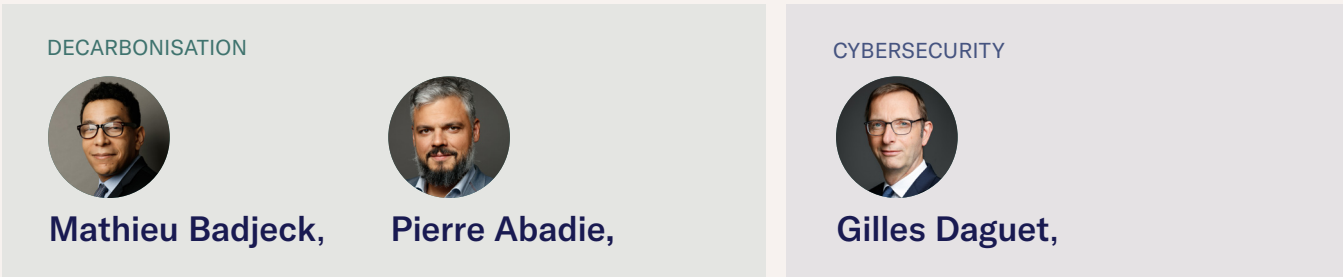 DECARBONISATION
Mathieu Badjeck,
Pierre Abadie,
CYBERSECURITY
Gilles Daguet,